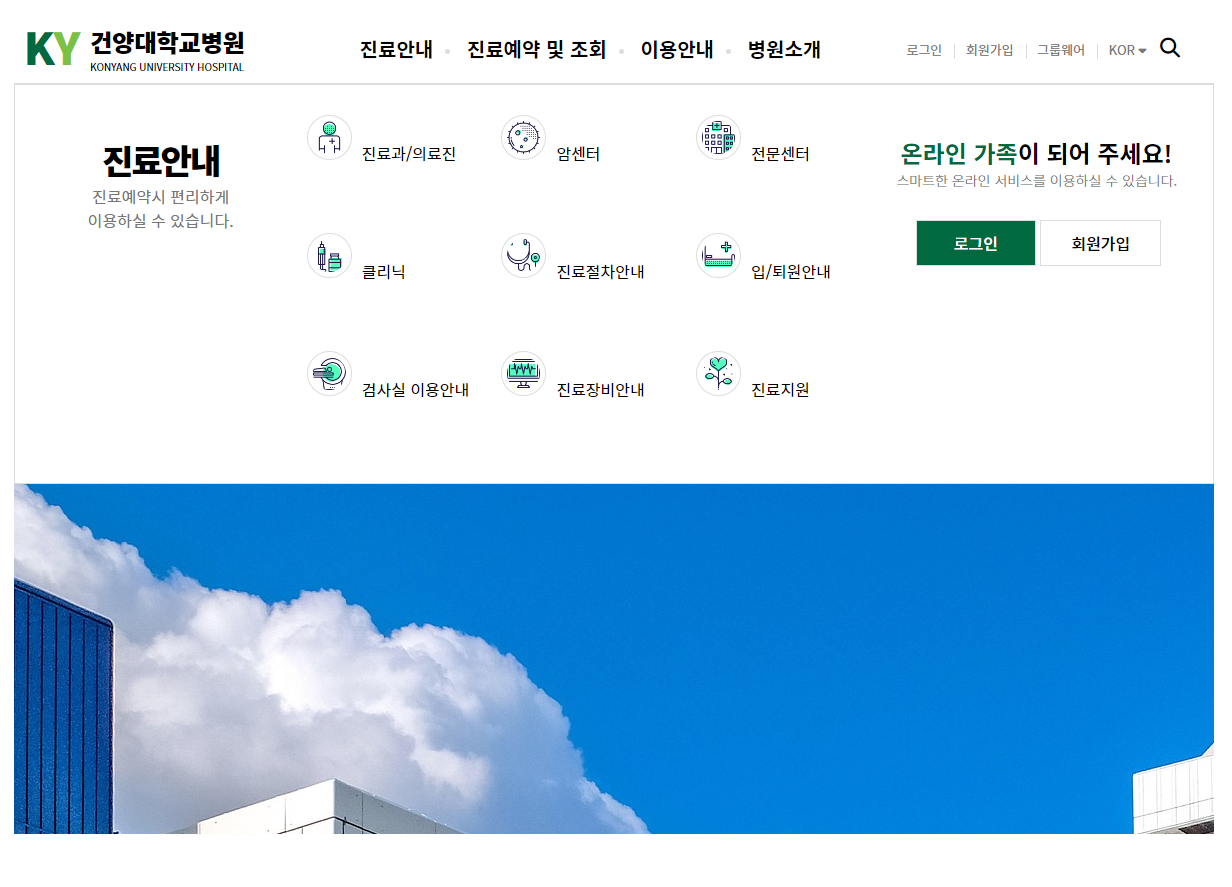 KY 건양대학교병원
KONYANG UNIVERSITY HOSPITAL
진료안내 진료예약 및 조회 이용안내 병원소개
로그인 회원가입 그룹웨어 KOR
진료안내
진료예약시 편리하게
이용하실 수 있습니다.
진료과/의료진 암센터 전문센터
클리닉 진료절차안내 입/퇴원안내
검사실 이용안내 진료장비안내 진료지원
온라인 가족이 되어 주세요!
스마트한 온라인 서비스를 이용하실 수 있습니다.
로그인 회원가입